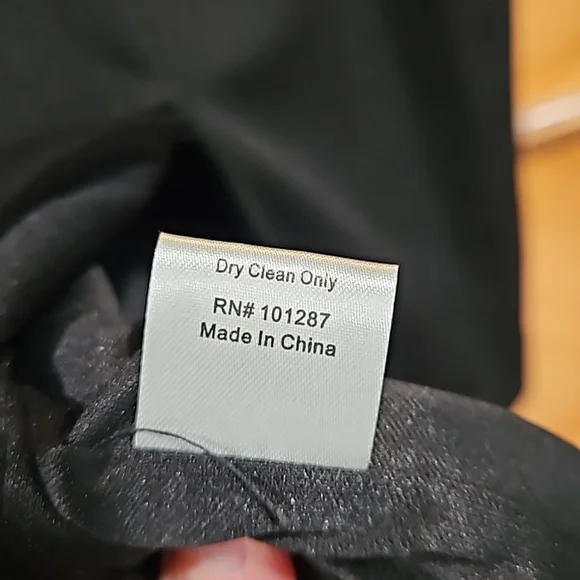 Dry Clean Only
RN# 101287
Made In China